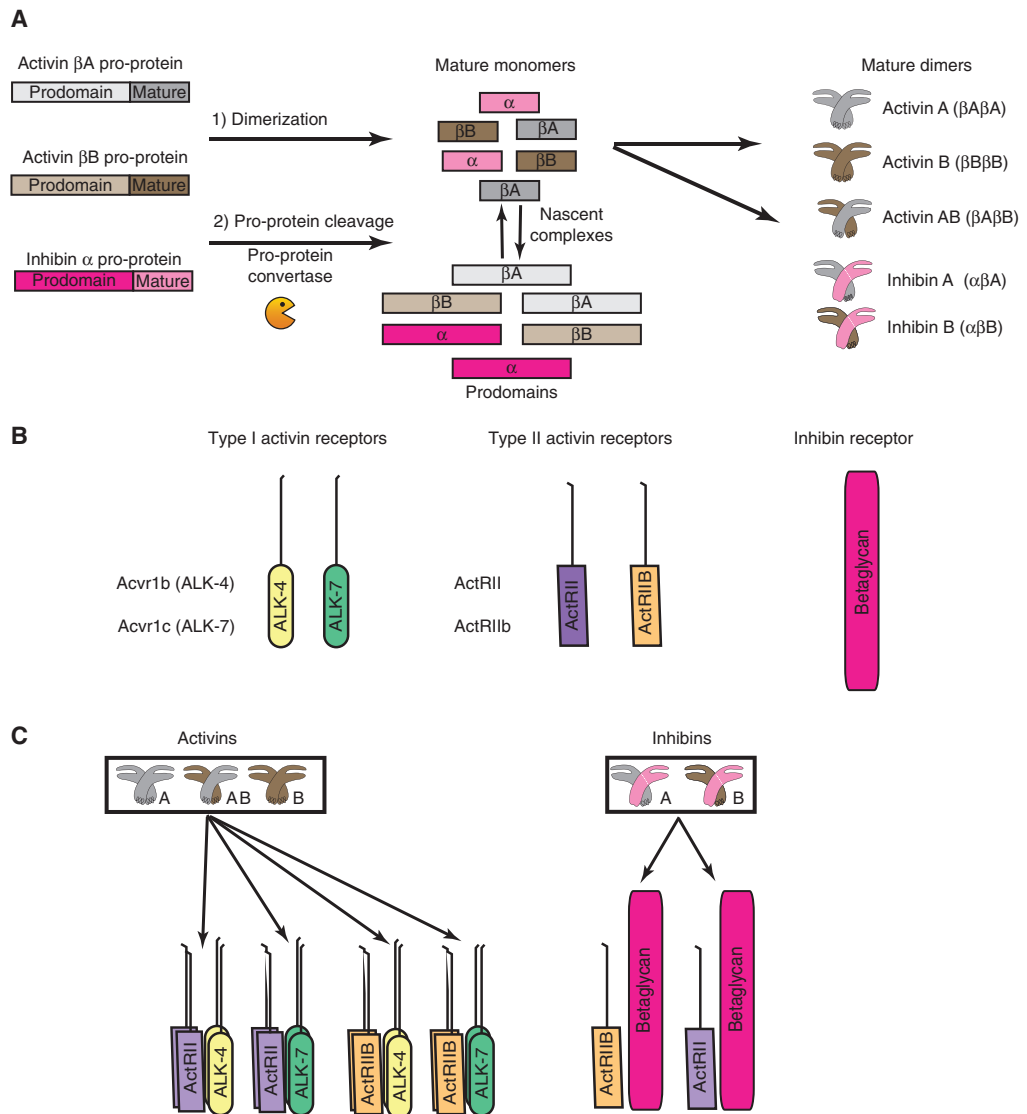 A
Activin βA pro-protein
Prodomain Mature
Activin βB pro-protein
Prodomain Mature
Inhibin α pro-protein
Prodomain Mature
1) Dimerization
2) Pro-protein cleavage
Pro-protein
convertase
Mature monomers
α
βB βA
α βB
βA
Nascent
complexes
βA
βB βA
α βB
α
Prodomains
Mature dimers
Activin A (βAβA)
Activin B (βBβB)
Activin AB (βAβB)
Inhibin A (αβA)
Inhibin B (αβB)
B
Type I activin receptors
Acvr1b (ALK-4)
Acvr1c (ALK-7)
ALK-4
ALK-7
Type II activin receptors
ActRII
ActRIIb
ActRII
ActRIIB
Inhibin receptor
Betaglycan
C
Activins
A AB B
ActRII
ALK-4
ActRII
ALK-7
ActRIIB
ALK-4
ActRIIB
ALK-7
Inhibins
A B
ActRIIB
Betaglycan
ActRII
Betaglycan